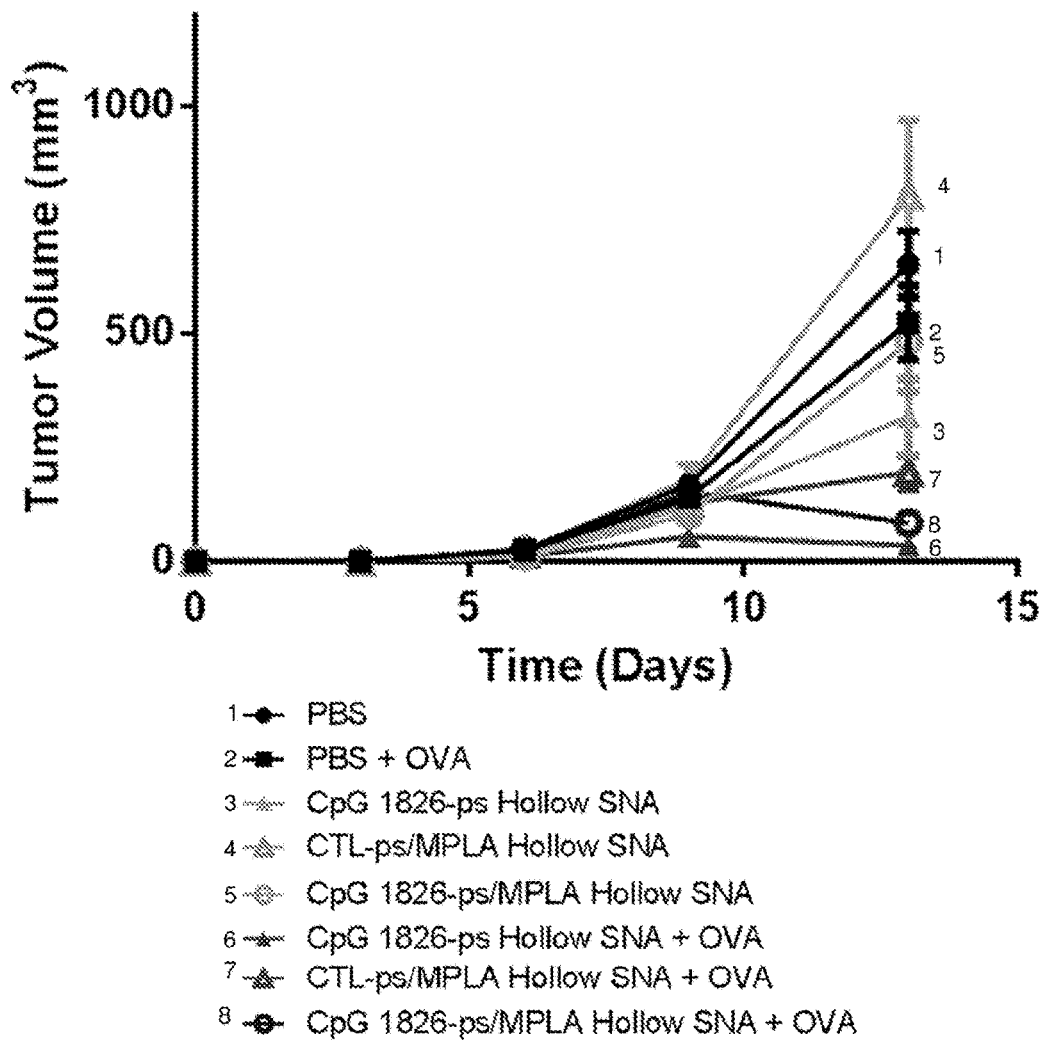 Tumor Volume (mm³)
1000
500
0
4
1
2
5
3
7
8
6
0 5 10 15
Time (Days)
1 PBS
2 PBS + OVA
3 CpG 1826-ps Hollow SNA
4 CTL-ps/MPLA Hollow SNA
5 CpG 1826-ps/MPLA Hollow SNA
6 CpG 1826-ps Hollow SNA + OVA
7 CTL-ps/MPLA Hollow SNA + OVA
8 CpG 1826-ps/MPLA Hollow SNA + OVA